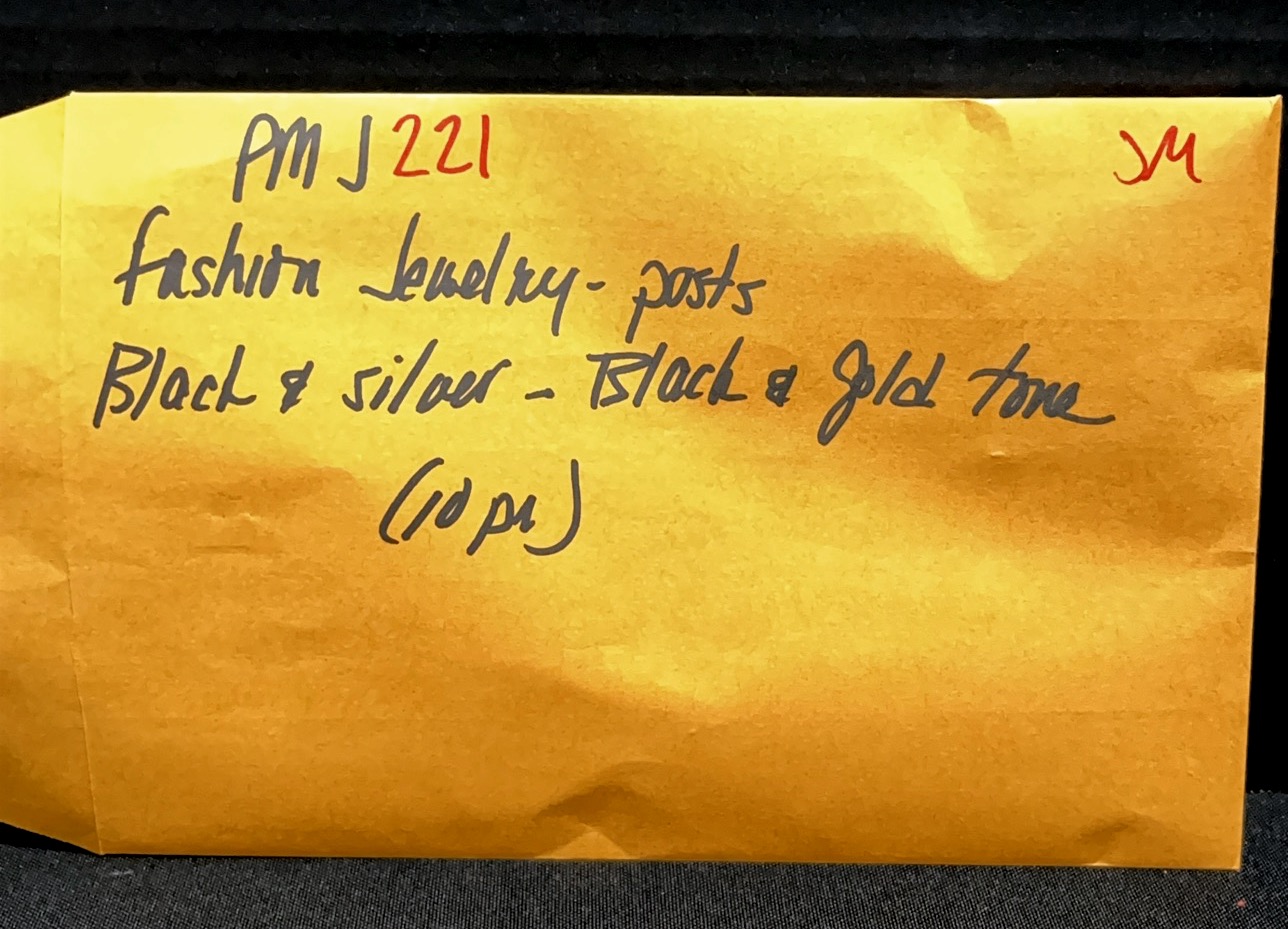 PMJ 221 JM
Fashion Jewelry - posts
Black & silver - Black & Gold tone
(10 pr)